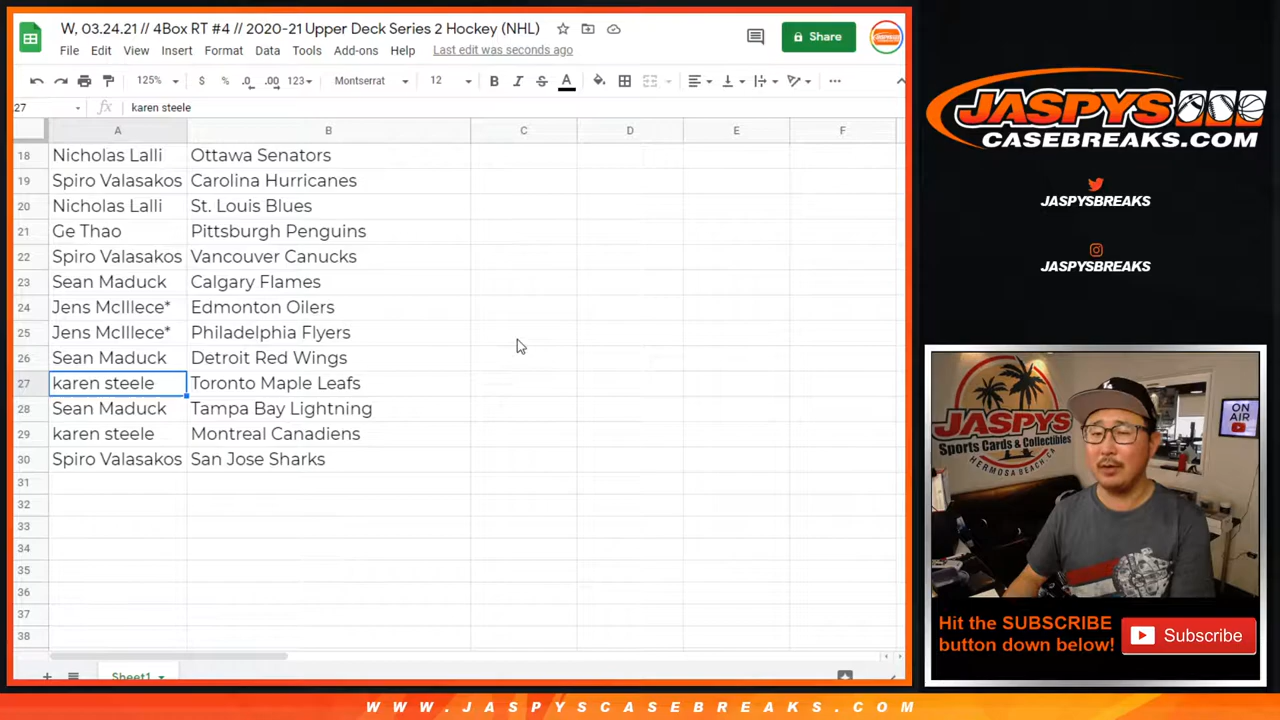 W, 03.24.21 // 4Box RT #4 // 2020-21 Upper Deck Series 2 Hockey (NHL)
File Edit View Insert Format Data Tools Add-ons Help Last edit was seconds ago
Share
125% $ % .0 .00 123 Montserrat 12 B I S A
27 fx karen steele
A B C D E F
18 Nicholas Lalli Ottawa Senators
19 Spiro Valasakos Carolina Hurricanes
20 Nicholas Lalli St. Louis Blues
21 Ge Thao Pittsburgh Penguins
22 Spiro Valasakos Vancouver Canucks
23 Sean Maduck Calgary Flames
24 Jens McIllece* Edmonton Oilers
25 Jens McIllece* Philadelphia Flyers
26 Sean Maduck Detroit Red Wings
27 karen steele Toronto Maple Leafs
28 Sean Maduck Tampa Bay Lightning
29 karen steele Montreal Canadiens
30 Spiro Valasakos San Jose Sharks
31
32
33
34
35
36
37
38
Sheet1
JASPYS
CASEBREAKS.COM
JASPYSBREAKS
JASPYSBREAKS
JASPYS
Sports Cards & Collectibles
HERMOSA BEACH, CA
ON
AIR
Hit the SUBSCRIBE
button down below!
Subscribe
WWW.JASPYSCASEBREAKS.COM